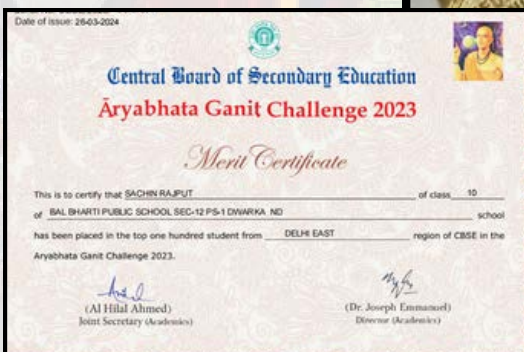 Date of issue: 26-03-2024
Central Board of Secondary Education
Āryabhata Ganit Challenge 2023
Merit Certificate
This is to certify that SACHIN RAJPUT of class 10
of BAL BHARTI PUBLIC SCHOOL SEC-12 PS-1 DWARKA ND school
has been placed in the top one hundred student from DELHI EAST region of CBSE in the
Aryabhata Ganit Challenge 2023.
(Al Hilal Ahmed) (Dr. Joseph Emmanuel)
Joint Secretary (Academics) Director (Academics)